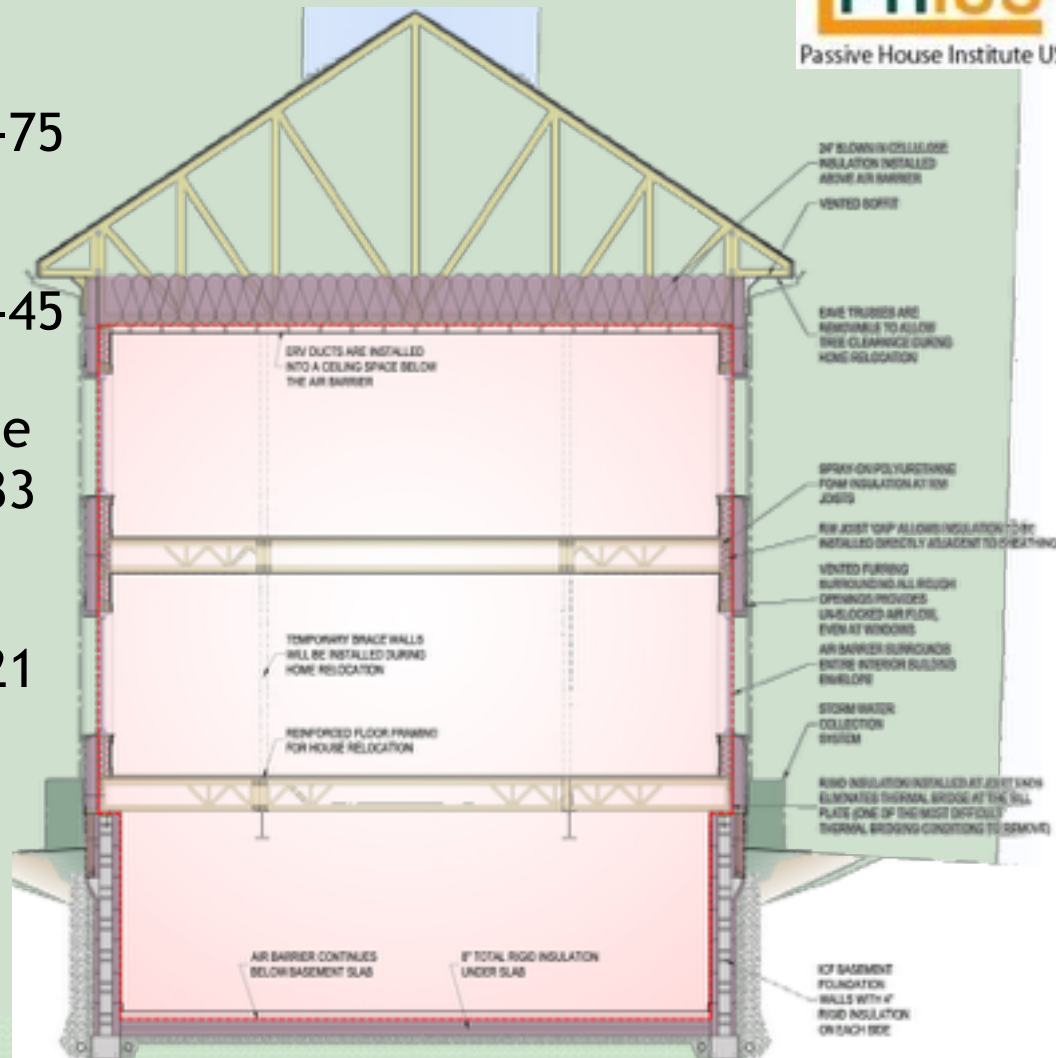 PHIUS
Passive House Institute US
-75
-45
e
33
21
24" BLOWN IN CELLULOSE
INSULATION INSTALLED
ABOVE AIR BARRIER
VENTED SOFFIT
EAVE TRUSSES ARE
REMOVABLE TO ALLOW
TREE CLEARANCE DURING
HOME RELOCATION
ERV DUCTS ARE INSTALLED
INTO A CEILING SPACE BELOW
THE AIR BARRIER
SPRAY-ON POLYURETHANE
FOAM INSULATION AT RIM
JOISTS
RIM JOIST 'GAP' ALLOWS INSULATION TO BE
INSTALLED DIRECTLY ADJACENT TO SHEATHING
VENTED FURRING
SURROUNDING ALL ROUGH
OPENINGS PROVIDES
UN-BLOCKED AIR FLOW,
EVEN AT WINDOWS
TEMPORARY BRACE WALLS
WILL BE INSTALLED DURING
HOME RELOCATION
AIR BARRIER SURROUNDS
ENTIRE INTERIOR BUILDING
ENVELOPE
STORM WATER
COLLECTION
SYSTEM
REINFORCED FLOOR FRAMING
FOR HOUSE RELOCATION
RIGID INSULATION INSTALLED AT JOIST ENDS
ELIMINATES THERMAL BRIDGE AT THE SILL
PLATE (ONE OF THE MOST DIFFICULT
THERMAL BRIDGING CONDITIONS TO REMOVE)
AIR BARRIER CONTINUES
BELOW BASEMENT SLAB
8" TOTAL RIGID INSULATION
UNDER SLAB
ICF BASEMENT
FOUNDATION
WALLS WITH 4"
RIGID INSULATION
ON EACH SIDE